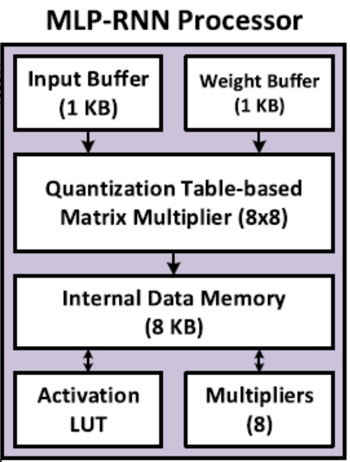 MLP-RNN Processor
Input Buffer
(1 KB)
Weight Buffer
(1 KB)
Quantization Table-based
Matrix Multiplier (8x8)
Internal Data Memory
(8 KB)
Activation
LUT
Multipliers
(8)